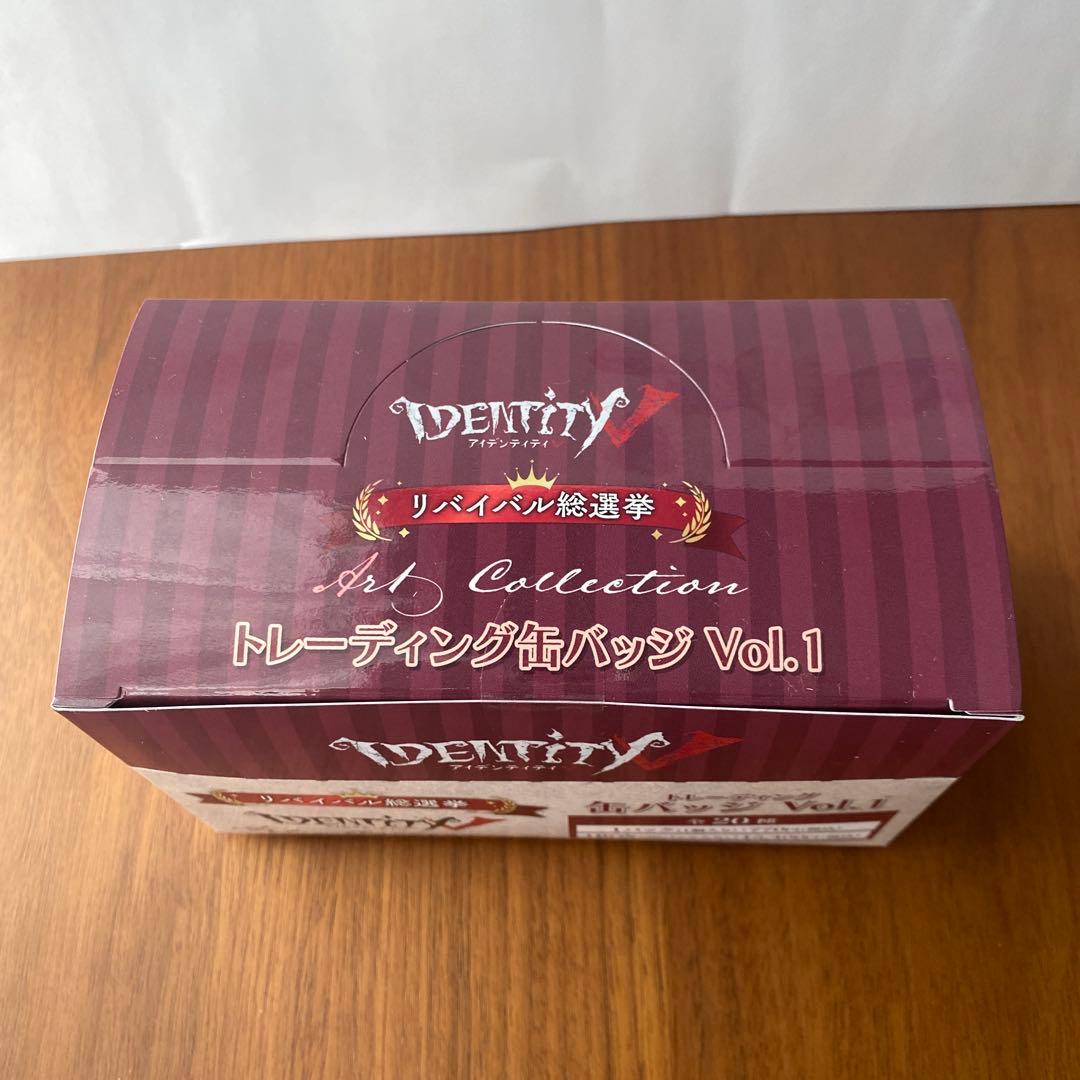 IDENTITY V
アイデンティティ
リバイバル総選挙
Art Collection
トレーディング缶バッジ Vol.1
IDENTITY V
アイデンティティ
リバイバル総選挙
IDENTITY V
トレーディング
缶バッジ Vol.1
全20種